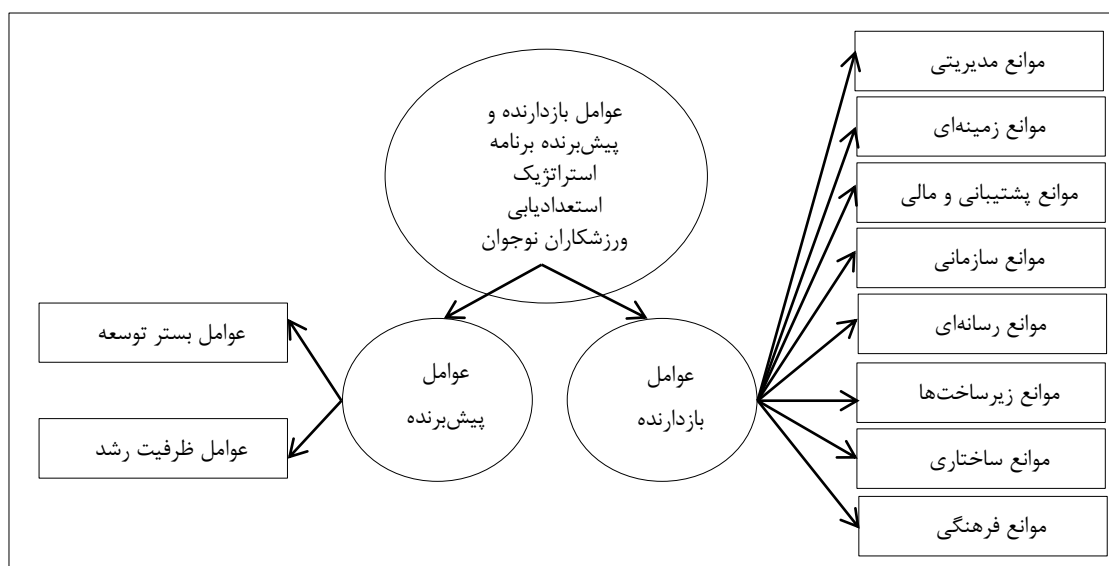 عوامل بازدارنده و
پیش‌برنده برنامه
استراتژیک
استعدادیابی
ورزشکاران نوجوان
عوامل
بازدارنده
عوامل
پیش‌برنده
موانع مدیریتی
موانع زمینه‌ای
موانع پشتیبانی و مالی
موانع سازمانی
موانع رسانه‌ای
موانع زیرساخت‌ها
موانع ساختاری
موانع فرهنگی
عوامل بستر توسعه
عوامل ظرفیت رشد